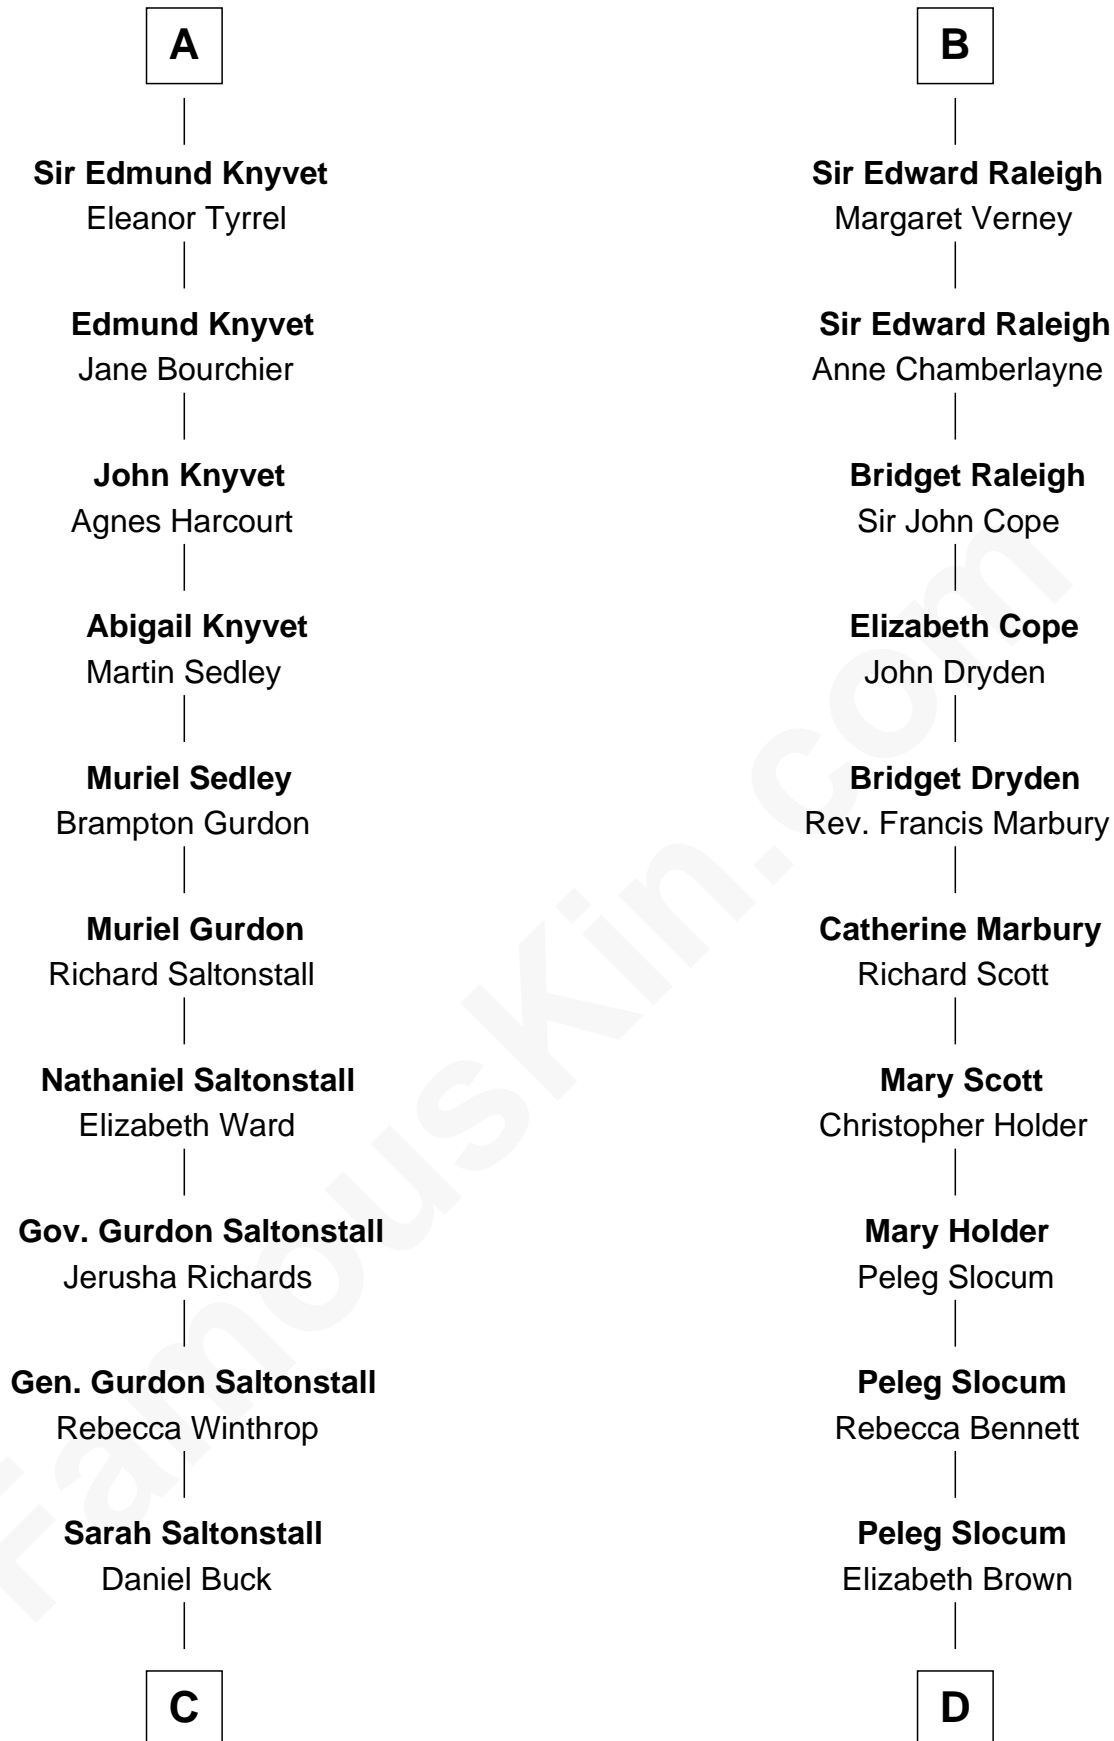 A
Sir Edmund Knyvet
Eleanor Tyrrel
Edmund Knyvet
Jane Bourchier
John Knyvet
Agnes Harcourt
Abigail Knyvet
Martin Sedley
Muriel Sedley
Brampton Gurdon
Muriel Gurdon
Richard Saltonstall
Nathaniel Saltonstall
Elizabeth Ward
Gov. Gurdon Saltonstall
Jerusha Richards
Gen. Gurdon Saltonstall
Rebecca Winthrop
Sarah Saltonstall
Daniel Buck
C
B
Sir Edward Raleigh
Margaret Verney
Sir Edward Raleigh
Anne Chamberlayne
Bridget Raleigh
Sir John Cope
Elizabeth Cope
John Dryden
Bridget Dryden
Rev. Francis Marbury
Catherine Marbury
Richard Scott
Mary Scott
Christopher Holder
Mary Holder
Peleg Slocum
Peleg Slocum
Rebecca Bennett
Peleg Slocum
Elizabeth Brown
D
FamousKin.com